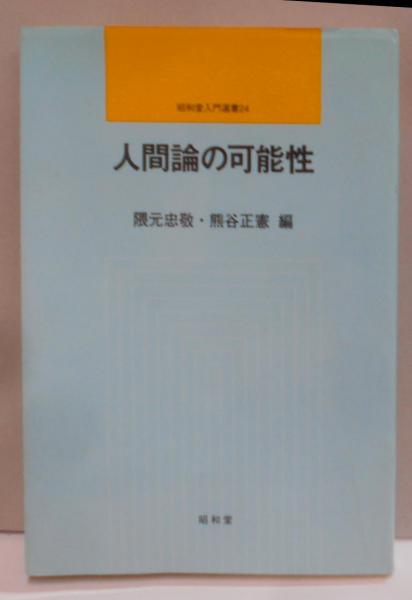 昭和堂入門選書24
人間論の可能性
隈元忠敬・熊谷正憲 編
昭和堂